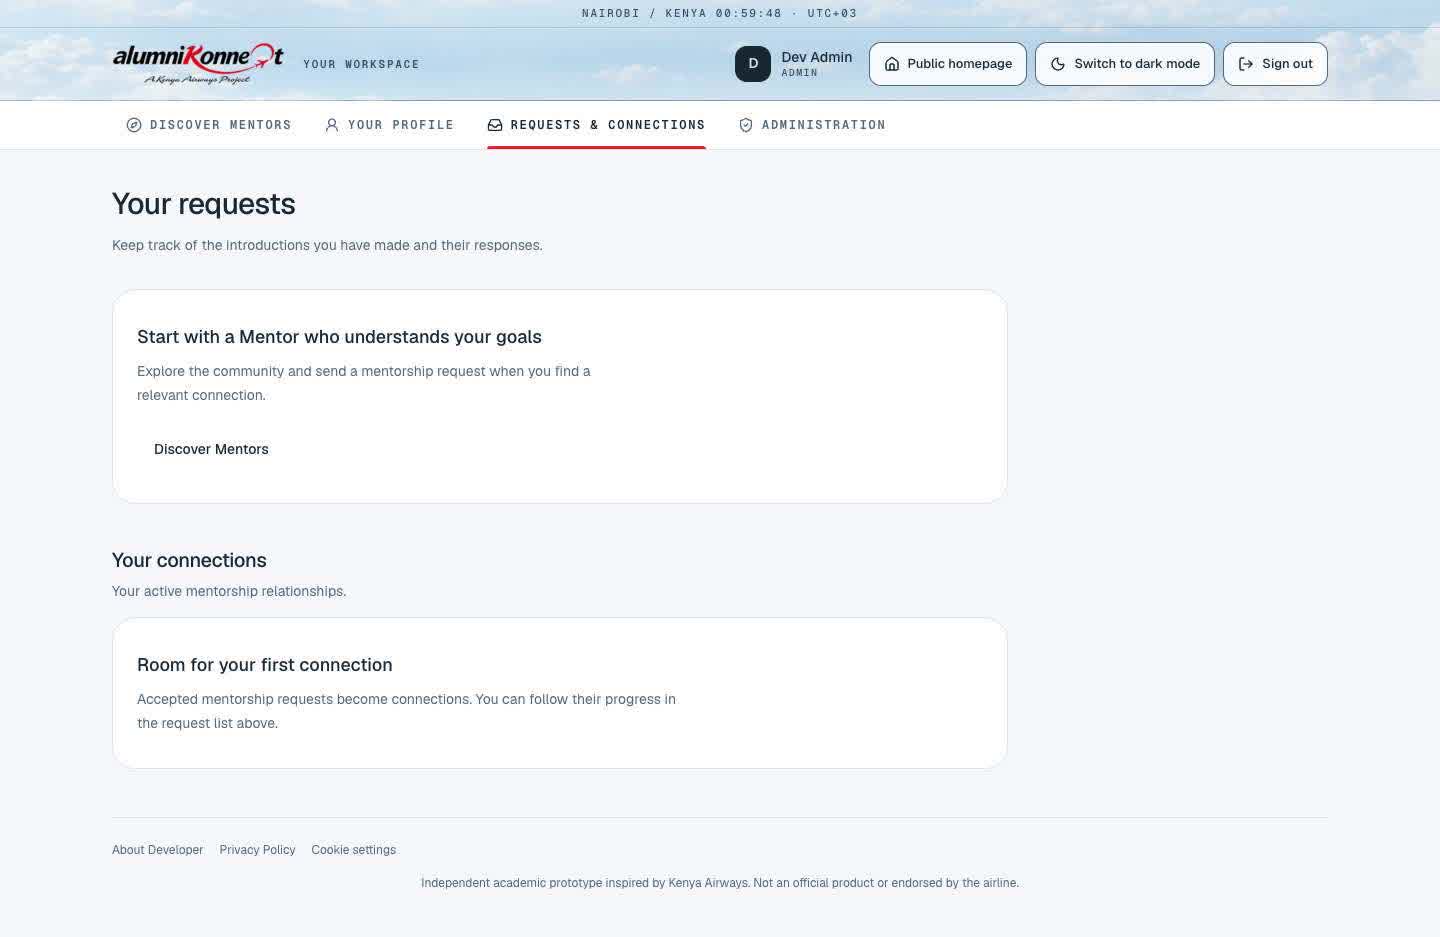 NAIROBI / KENYA 00:59:48 · UTC+03
alumniKonnect
A Kenya Airways Project
YOUR WORKSPACE
D
Dev Admin
ADMIN
Public homepage
Switch to dark mode
Sign out
DISCOVER MENTORS
YOUR PROFILE
REQUESTS & CONNECTIONS
ADMINISTRATION
Your requests
Keep track of the introductions you have made and their responses.
Start with a Mentor who understands your goals
Explore the community and send a mentorship request when you find a
relevant connection.
Discover Mentors
Your connections
Your active mentorship relationships.
Room for your first connection
Accepted mentorship requests become connections. You can follow their progress in
the request list above.
About Developer
Privacy Policy
Cookie settings
Independent academic prototype inspired by Kenya Airways. Not an official product or endorsed by the airline.